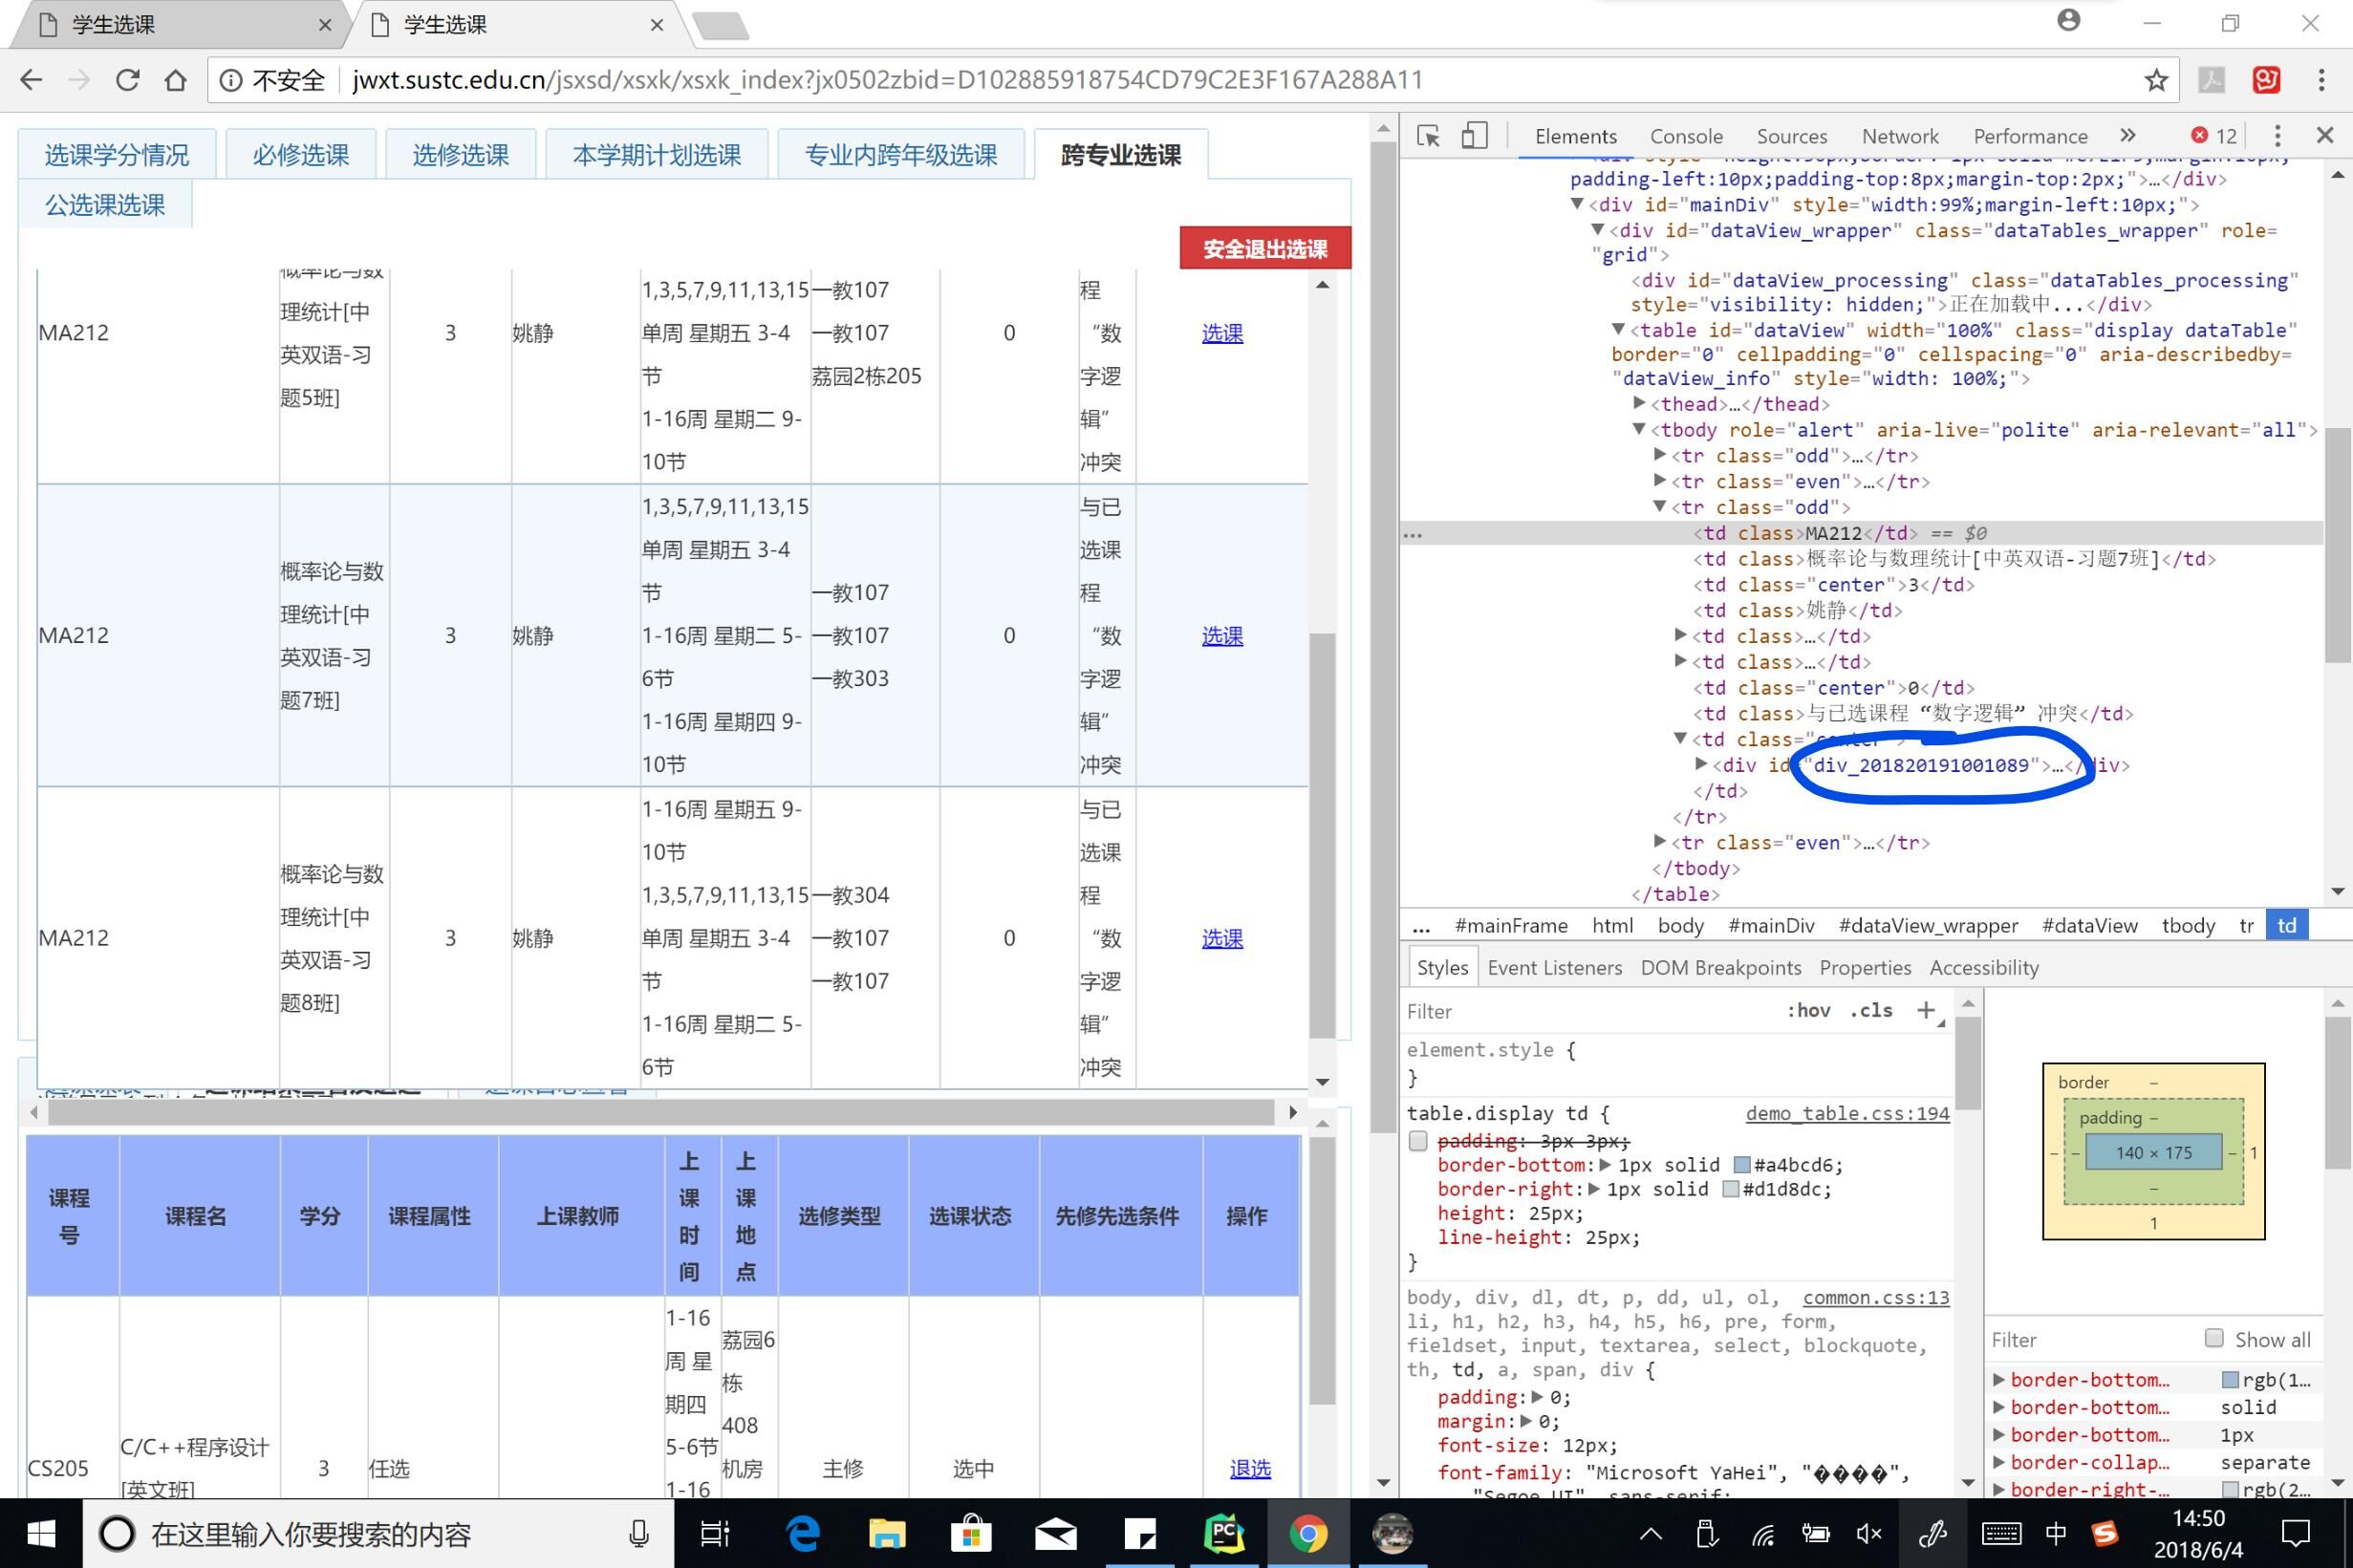 学生选课
学生选课
不安全 jwxt.sustc.edu.cn/jsxsd/xsxk/xsxk_index?jx0502zbid=D102885918754CD79C2E3F167A288A11
选课学分情况 必修选课 选修选课 本学期计划选课 专业内跨年级选课 跨专业选课
公选课选课
安全退出选课
MA212
概率论与数
理统计[中
英双语-习
题5班]
3
姚静
1,3,5,7,9,11,13,15
单周 星期五 3-4
节
1-16周 星期二 9-
10节
一教107
一教107
荔园2栋205
0
程
“数
字逻
辑”
冲突
选课
MA212
概率论与数
理统计[中
英双语-习
题7班]
3
姚静
1,3,5,7,9,11,13,15
单周 星期五 3-4
节
1-16周 星期二 5-
6节
1-16周 星期四 9-
10节
一教107
一教107
一教303
0
与已
选课
程
“数
字逻
辑”
冲突
选课
MA212
概率论与数
理统计[中
英双语-习
题8班]
3
姚静
1-16周 星期五 9-
10节
1,3,5,7,9,11,13,15
单周 星期五 3-4
节
1-16周 星期二 5-
6节
一教304
一教107
一教107
0
与已
选课
程
“数
字逻
辑”
冲突
选课
课程
号
课程名
学分
课程属性
上课教师
上
课
时
间
上
课
地
点
选修类型
选课状态
先修先选条件
操作
CS205
C/C++程序设计
[英文班]
3
任选
1-16
周 星
期四
5-6节
1-16
荔园6
栋
408
机房
主修
选中
退选
Elements Console Sources Network Performance » 12
padding-left:10px;padding-top:8px;margin-top:2px;">…</div>
<div id="mainDiv" style="width:99%;margin-left:10px;">
<div id="dataView_wrapper" class="dataTables_wrapper" role=
"grid">
<div id="dataView_processing" class="dataTables_processing"
style="visibility: hidden;">正在加载中...</div>
<table id="dataView" width="100%" class="display dataTable"
border="0" cellpadding="0" cellspacing="0" aria-describedby=
"dataView_info" style="width: 100%;">
<thead>…</thead>
<tbody role="alert" aria-live="polite" aria-relevant="all">
<tr class="odd">…</tr>
<tr class="even">…</tr>
<tr class="odd">
<td class>MA212</td> == $0
<td class>概率论与数理统计[中英双语-习题7班]</td>
<td class="center">3</td>
<td class>姚静</td>
<td class>…</td>
<td class>…</td>
<td class="center">0</td>
<td class>与已选课程 “数字逻辑” 冲突</td>
<td class="center">
<div id="div_201820191001089">…</div>
</td>
</tr>
<tr class="even">…</tr>
</tbody>
</table>
... #mainFrame html body #mainDiv #dataView_wrapper #dataView tbody tr td
Styles Event Listeners DOM Breakpoints Properties Accessibility
Filter :hov .cls +
element.style {
}
table.display td { demo_table.css:194
padding: 3px 3px;
border-bottom: 1px solid #a4bcd6;
border-right: 1px solid #d1d8dc;
height: 25px;
line-height: 25px;
}
body, div, dl, dt, p, dd, ul, ol, common.css:13
li, h1, h2, h3, h4, h5, h6, pre, form,
fieldset, input, textarea, select, blockquote,
th, td, a, span, div {
padding: 0;
margin: 0;
font-size: 12px;
font-family: "Microsoft YaHei", "����",
"Segoe UI", sans-serif;
border –
padding –
– – 140 × 175 – 1
–
1
Filter Show all
border-bottom… rgb(1…
border-bottom… solid
border-bottom… 1px
border-collap… separate
border-right-… rgb(2…
在这里输入你要搜索的内容
中
14:50
2018/6/4